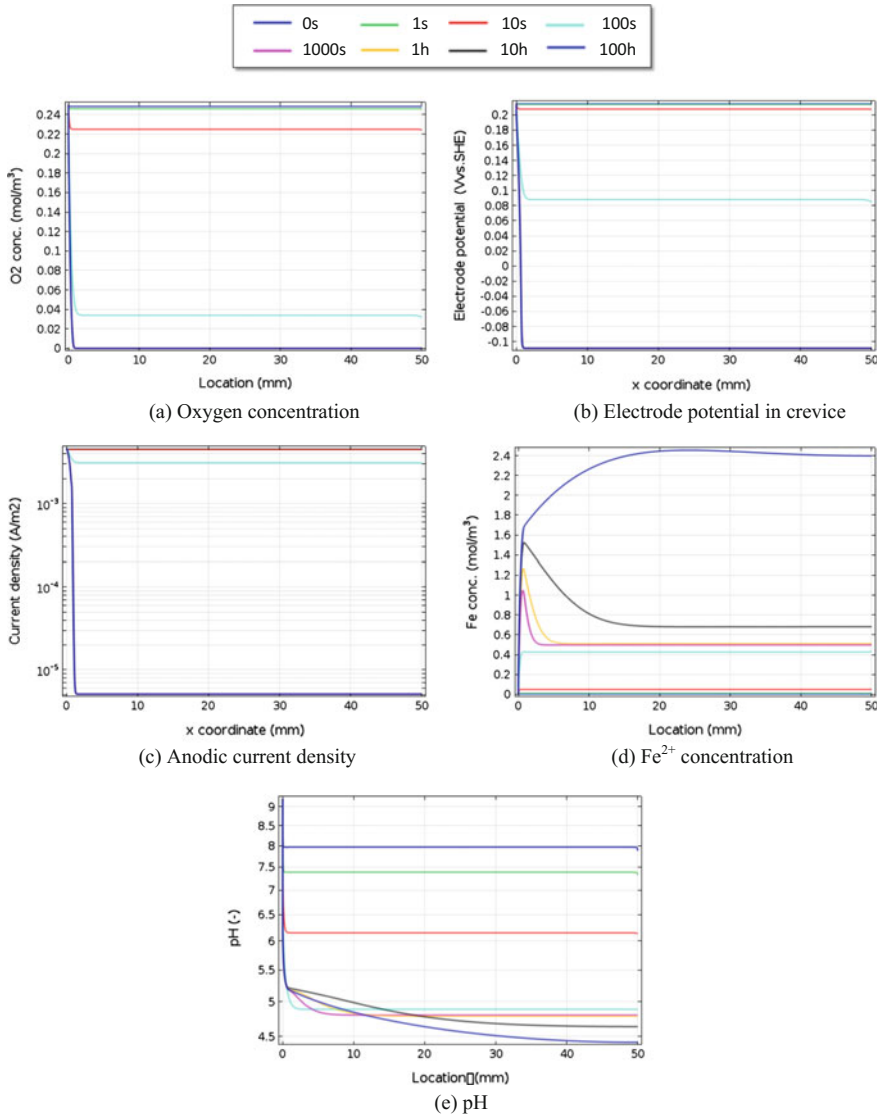 0s 1s 10s 100s
1000s 1h 10h 100h
0.24
0.22
0.2
0.18
0.16
0.14
0.12
0.1
0.08
0.06
0.04
0.02
0
O2 conc. (mol/m³)
0 10 20 30 40 50
Location (mm)
(a) Oxygen concentration
0.2
0.18
0.16
0.14
0.12
0.1
0.08
0.06
0.04
0.02
0
-0.02
-0.04
-0.06
-0.08
-0.1
Electrode potential (Vvs.SHE)
0 10 20 30 40 50
x coordinate (mm)
(b) Electrode potential in crevice
10⁻³
10⁻⁴
10⁻⁵
Current density (A/m2)
0 10 20 30 40 50
x coordinate (mm)
(c) Anodic current density
2.4
2.2
2
1.8
1.6
1.4
1.2
1
0.8
0.6
0.4
0.2
0
Fe conc. (mol/m³)
0 10 20 30 40 50
Location (mm)
(d) Fe²⁺ concentration
9
8.5
8
7.5
7
6.5
6
5.5
5
4.5
pH (-)
0 10 20 30 40 50
Location[](mm)
(e) pH